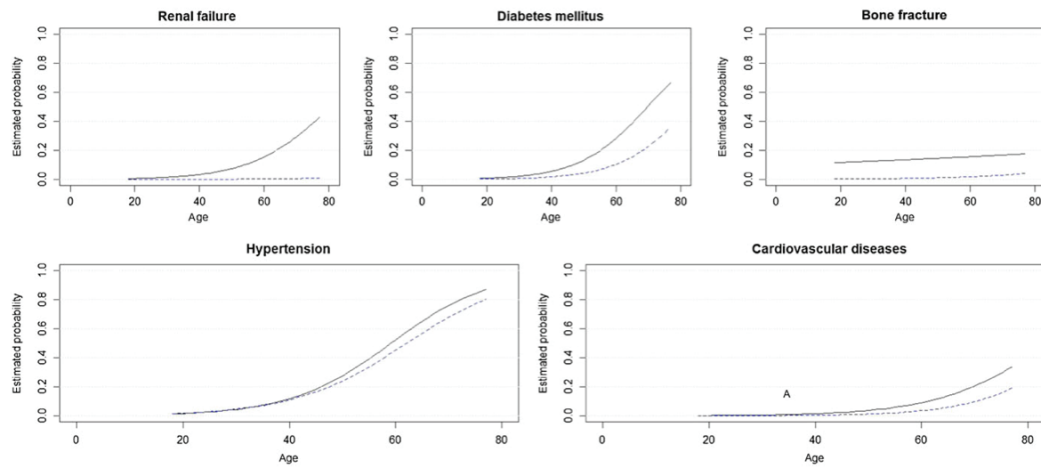 Renal failure
Estimated probability
0.0 0.2 0.4 0.6 0.8 1.0
0 20 40 60 80
Age
Diabetes mellitus
Estimated probability
0.0 0.2 0.4 0.6 0.8 1.0
0 20 40 60 80
Age
Bone fracture
Estimated probability
0.0 0.2 0.4 0.6 0.8 1.0
0 20 40 60 80
Age
Hypertension
Estimated probability
0.0 0.2 0.4 0.6 0.8 1.0
0 20 40 60 80
Age
Cardiovascular diseases
Estimated probability
0.0 0.2 0.4 0.6 0.8 1.0
A
0 20 40 60 80
Age